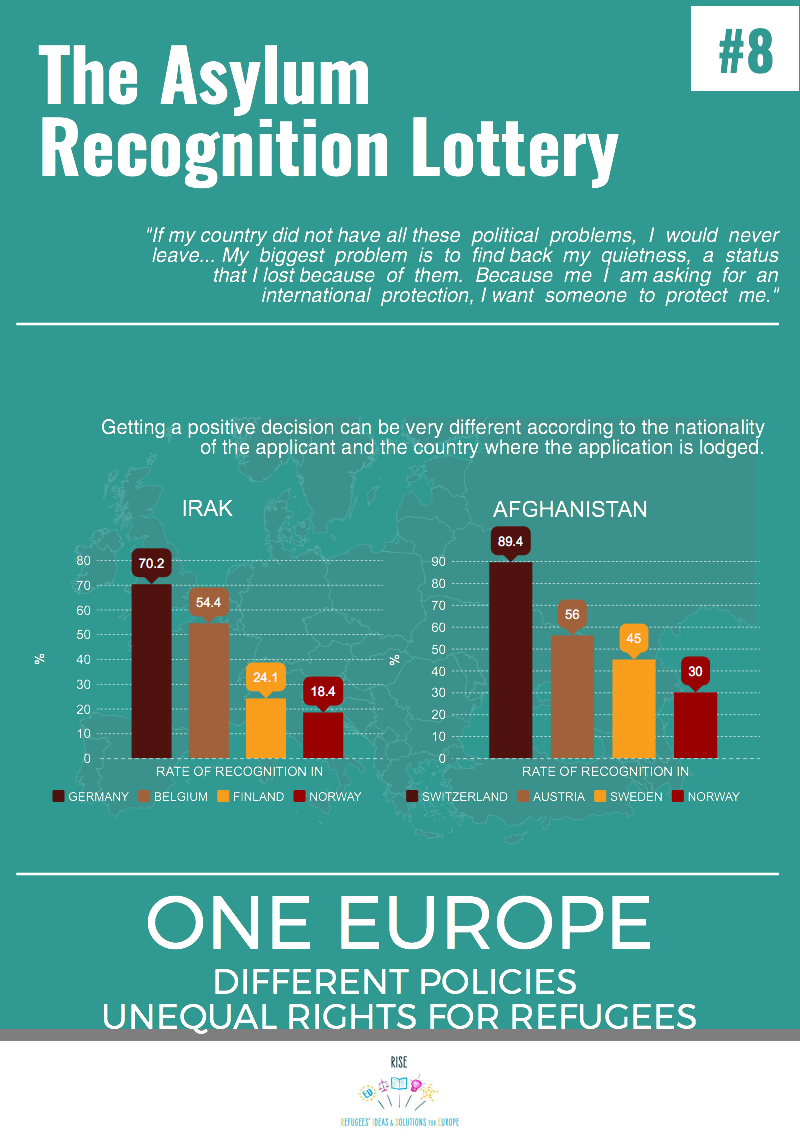 #8
The Asylum
Recognition Lottery
"If my country did not have all these political problems, I would never
leave... My biggest problem is to find back my quietness, a status
that I lost because of them. Because me I am asking for an
international protection, I want someone to protect me."
Getting a positive decision can be very different according to the nationality
of the applicant and the country where the application is lodged.
IRAK
80
70
60
50
40
30
20
10
0
%
70.2
54.4
24.1
18.4
RATE OF RECOGNITION IN
GERMANY BELGIUM FINLAND NORWAY
AFGHANISTAN
90
80
70
60
50
40
30
20
10
0
%
89.4
56
45
30
RATE OF RECOGNITION IN
SWITZERLAND AUSTRIA SWEDEN NORWAY
ONE EUROPE
DIFFERENT POLICIES
UNEQUAL RIGHTS FOR REFUGEES
RISE
ED
REFUGEES' IDEAS & SOLUTIONS FOR EUROPE